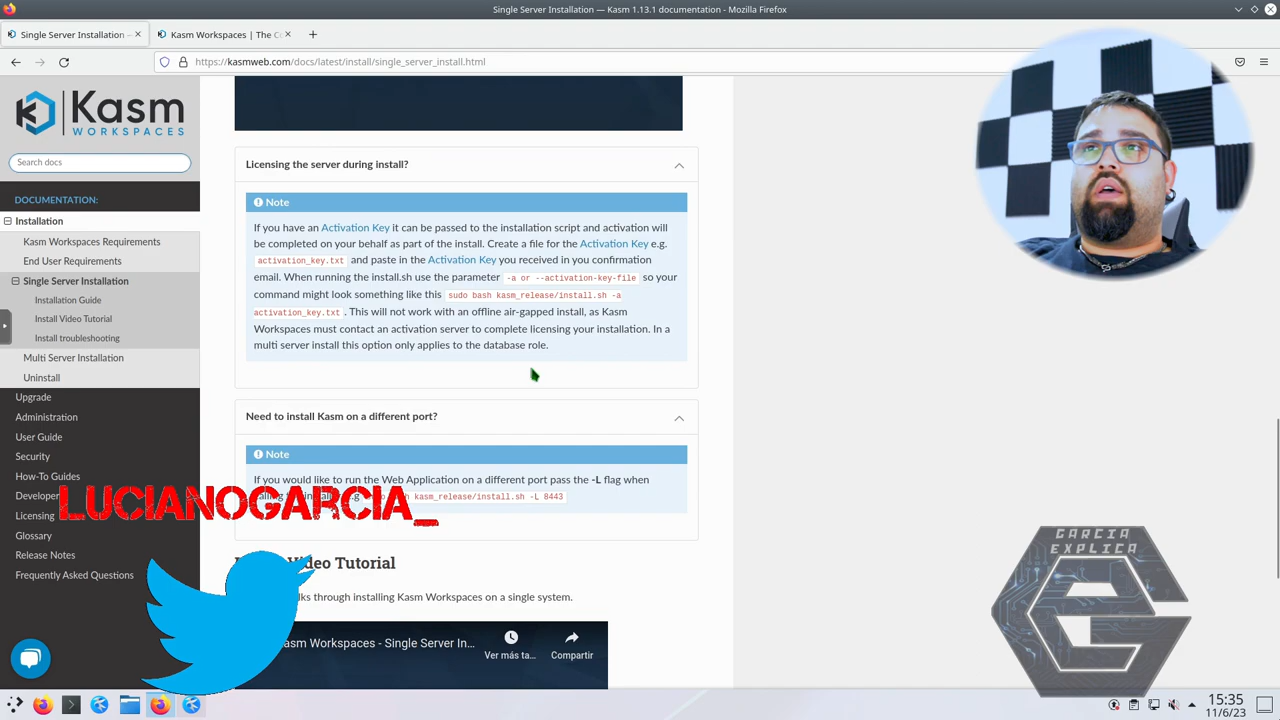 Single Server Installation — Kasm 1.13.1 documentation - Mozilla Firefox
Single Server Installation —
Kasm Workspaces | The C
https://kasmweb.com/docs/latest/install/single_server_install.html
Kasm
WORKSPACES
Search docs
DOCUMENTATION:
Installation
Kasm Workspaces Requirements
End User Requirements
Single Server Installation
Installation Guide
Install Video Tutorial
Install troubleshooting
Multi Server Installation
Uninstall
Upgrade
Administration
User Guide
Security
How-To Guides
Developer
Licensing
Glossary
Release Notes
Frequently Asked Questions
Licensing the server during install?
Note
If you have an Activation Key it can be passed to the installation script and activation will
be completed on your behalf as part of the install. Create a file for the Activation Key e.g.
activation_key.txt and paste in the Activation Key you received in you confirmation
email. When running the install.sh use the parameter -a or --activation-key-file so your
command might look something like this sudo bash kasm_release/install.sh -a
activation_key.txt . This will not work with an offline air-gapped install, as Kasm
Workspaces must contact an activation server to complete licensing your installation. In a
multi server install this option only applies to the database role.
Need to install Kasm on a different port?
Note
If you would like to run the Web Application on a different port pass the -L flag when
kasm_release/install.sh -L 8443
LUCIANOGARCIA_
Video Tutorial
walks through installing Kasm Workspaces on a single system.
Kasm Workspaces - Single Server In...
Ver más ta...
Compartir
GARCIA
EXPLICA
15:35
11/6/23